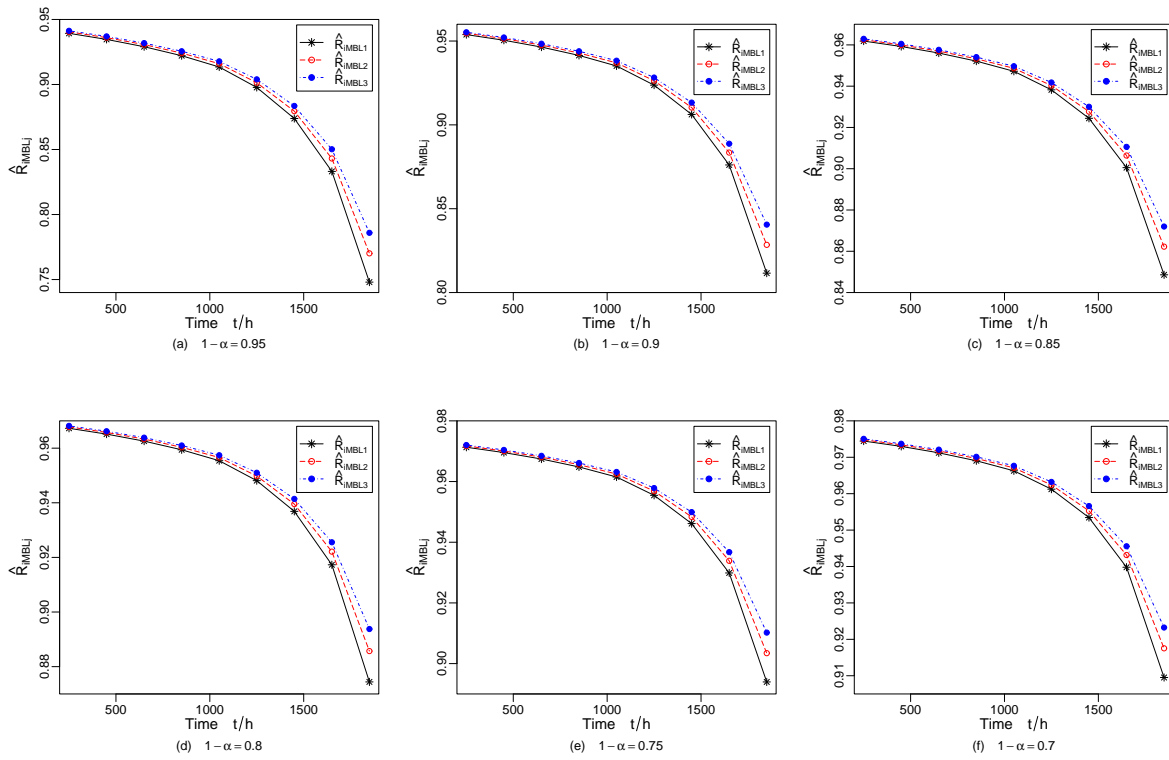 0.95
0.90
0.85
0.80
0.75
R̂iMBLj
R̂iMBL1
R̂iMBL2
R̂iMBL3
500 1000 1500
Time t/h
(a) 1−α=0.95
0.95
0.90
0.85
0.80
R̂iMBLj
R̂iMBL1
R̂iMBL2
R̂iMBL3
500 1000 1500
Time t/h
(b) 1−α=0.9
0.96
0.94
0.92
0.90
0.88
0.86
0.84
R̂iMBLj
R̂iMBL1
R̂iMBL2
R̂iMBL3
500 1000 1500
Time t/h
(c) 1−α=0.85
0.96
0.94
0.92
0.90
0.88
R̂iMBLj
R̂iMBL1
R̂iMBL2
R̂iMBL3
500 1000 1500
Time t/h
(d) 1−α=0.8
0.98
0.96
0.94
0.92
0.90
R̂iMBLj
R̂iMBL1
R̂iMBL2
R̂iMBL3
500 1000 1500
Time t/h
(e) 1−α=0.75
0.98
0.97
0.96
0.95
0.94
0.93
0.92
0.91
R̂iMBLj
R̂iMBL1
R̂iMBL2
R̂iMBL3
500 1000 1500
Time t/h
(f) 1−α=0.7